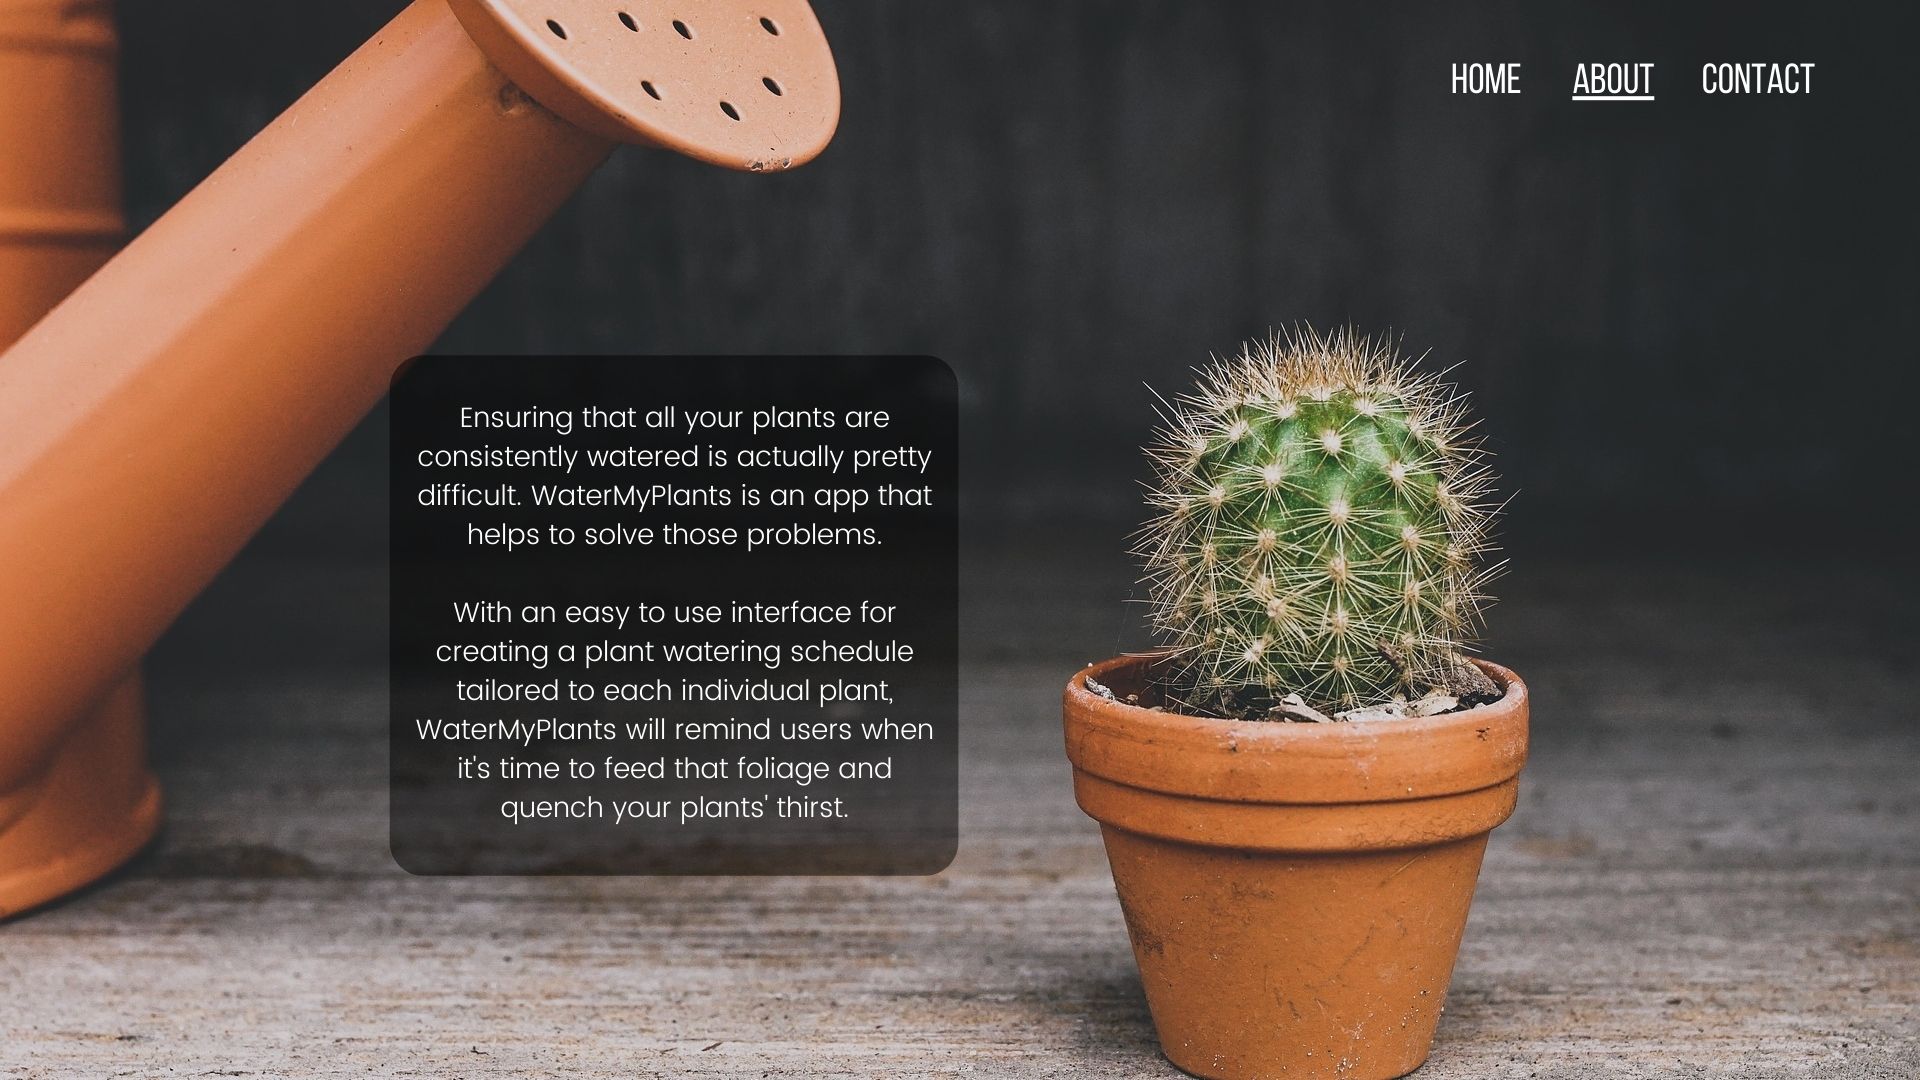 HOME ABOUT CONTACT
Ensuring that all your plants are
consistently watered is actually pretty
difficult. WaterMyPlants is an app that
helps to solve those problems.
With an easy to use interface for
creating a plant watering schedule
tailored to each individual plant,
WaterMyPlants will remind users when
it's time to feed that foliage and
quench your plants' thirst.